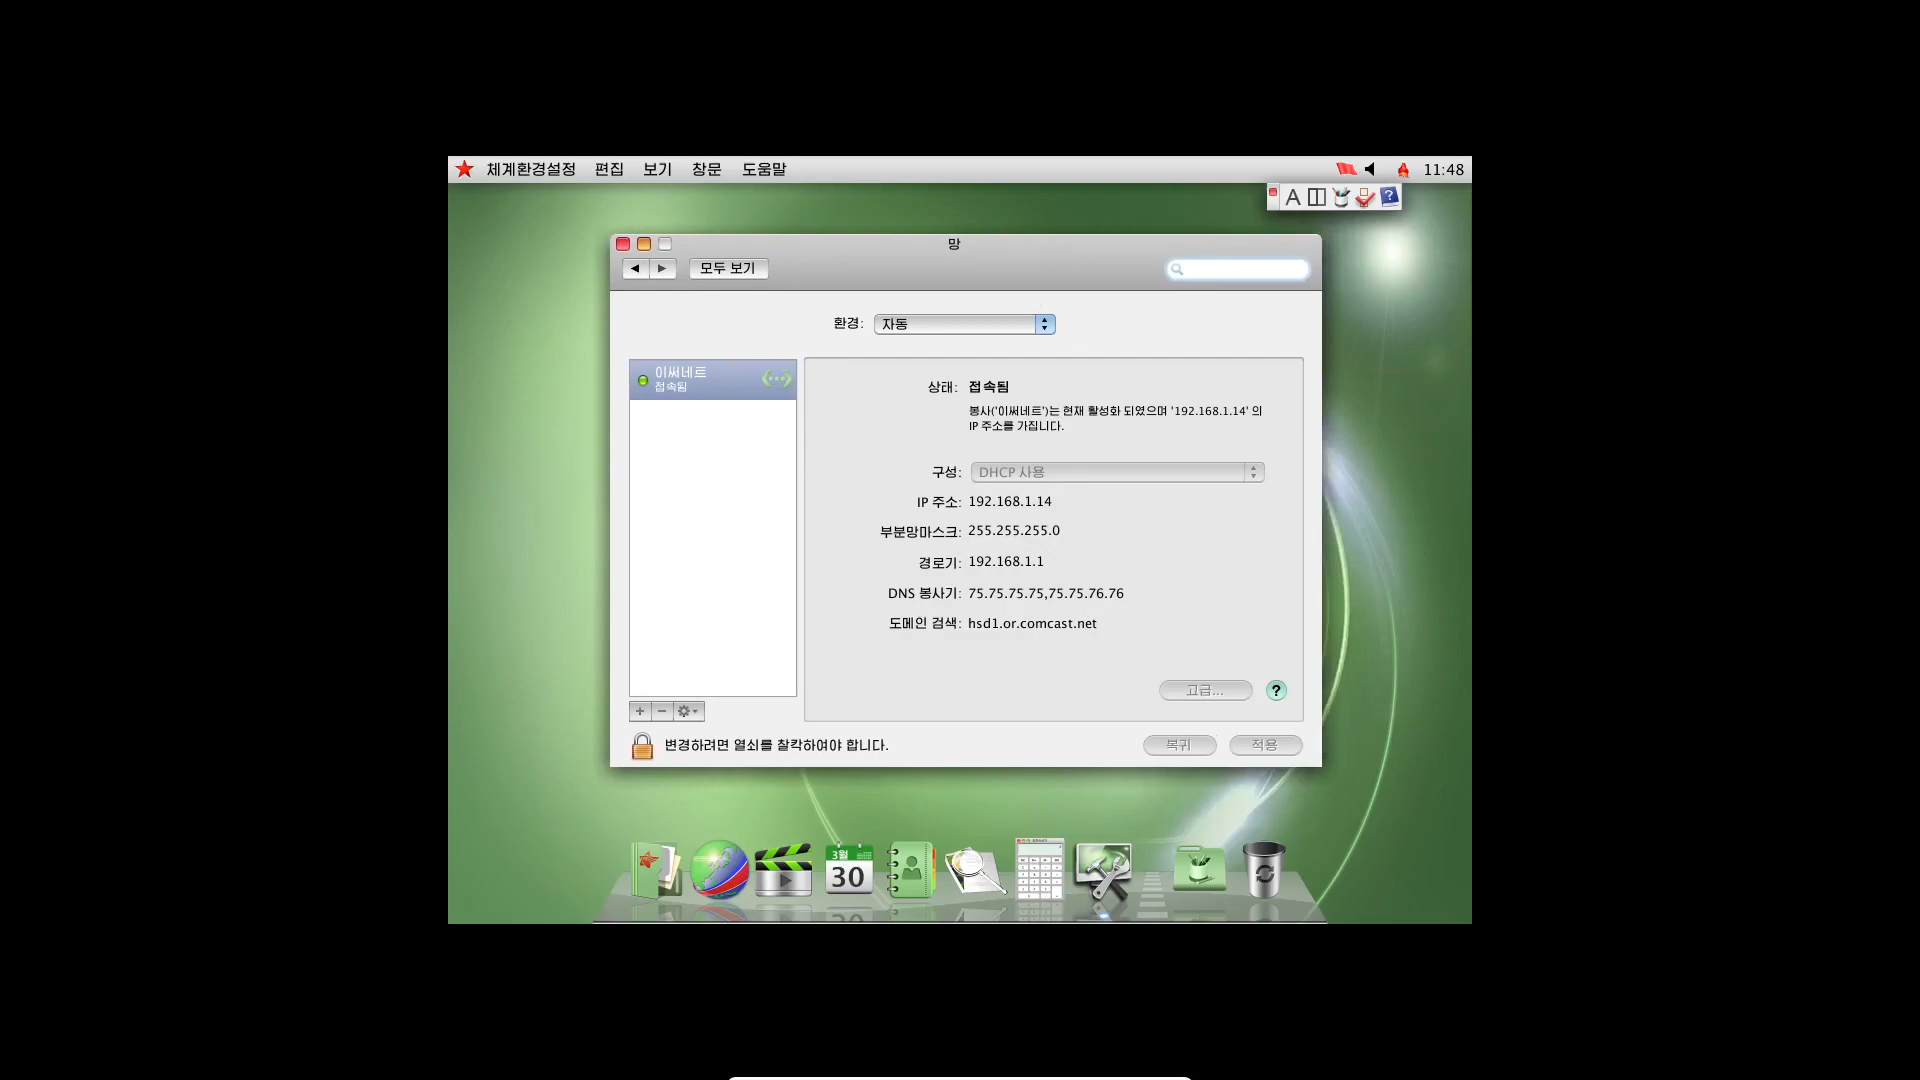 체계환경설정 편집 보기 창문 도움말 11:48
A ?
망
모두 보기
환경: 자동
이써네트
접속됨
상태: 접속됨
봉사('이써네트')는 현재 활성화 되였으며 '192.168.1.14' 의
IP 주소를 가집니다.
구성: DHCP 사용
IP 주소: 192.168.1.14
부분망마스크: 255.255.255.0
경로기: 192.168.1.1
DNS 봉사기: 75.75.75.75,75.75.76.76
도메인 검색: hsd1.or.comcast.net
고급... ?
변경하려면 열쇠를 찰칵하여야 합니다. 복귀 적용
3월
30